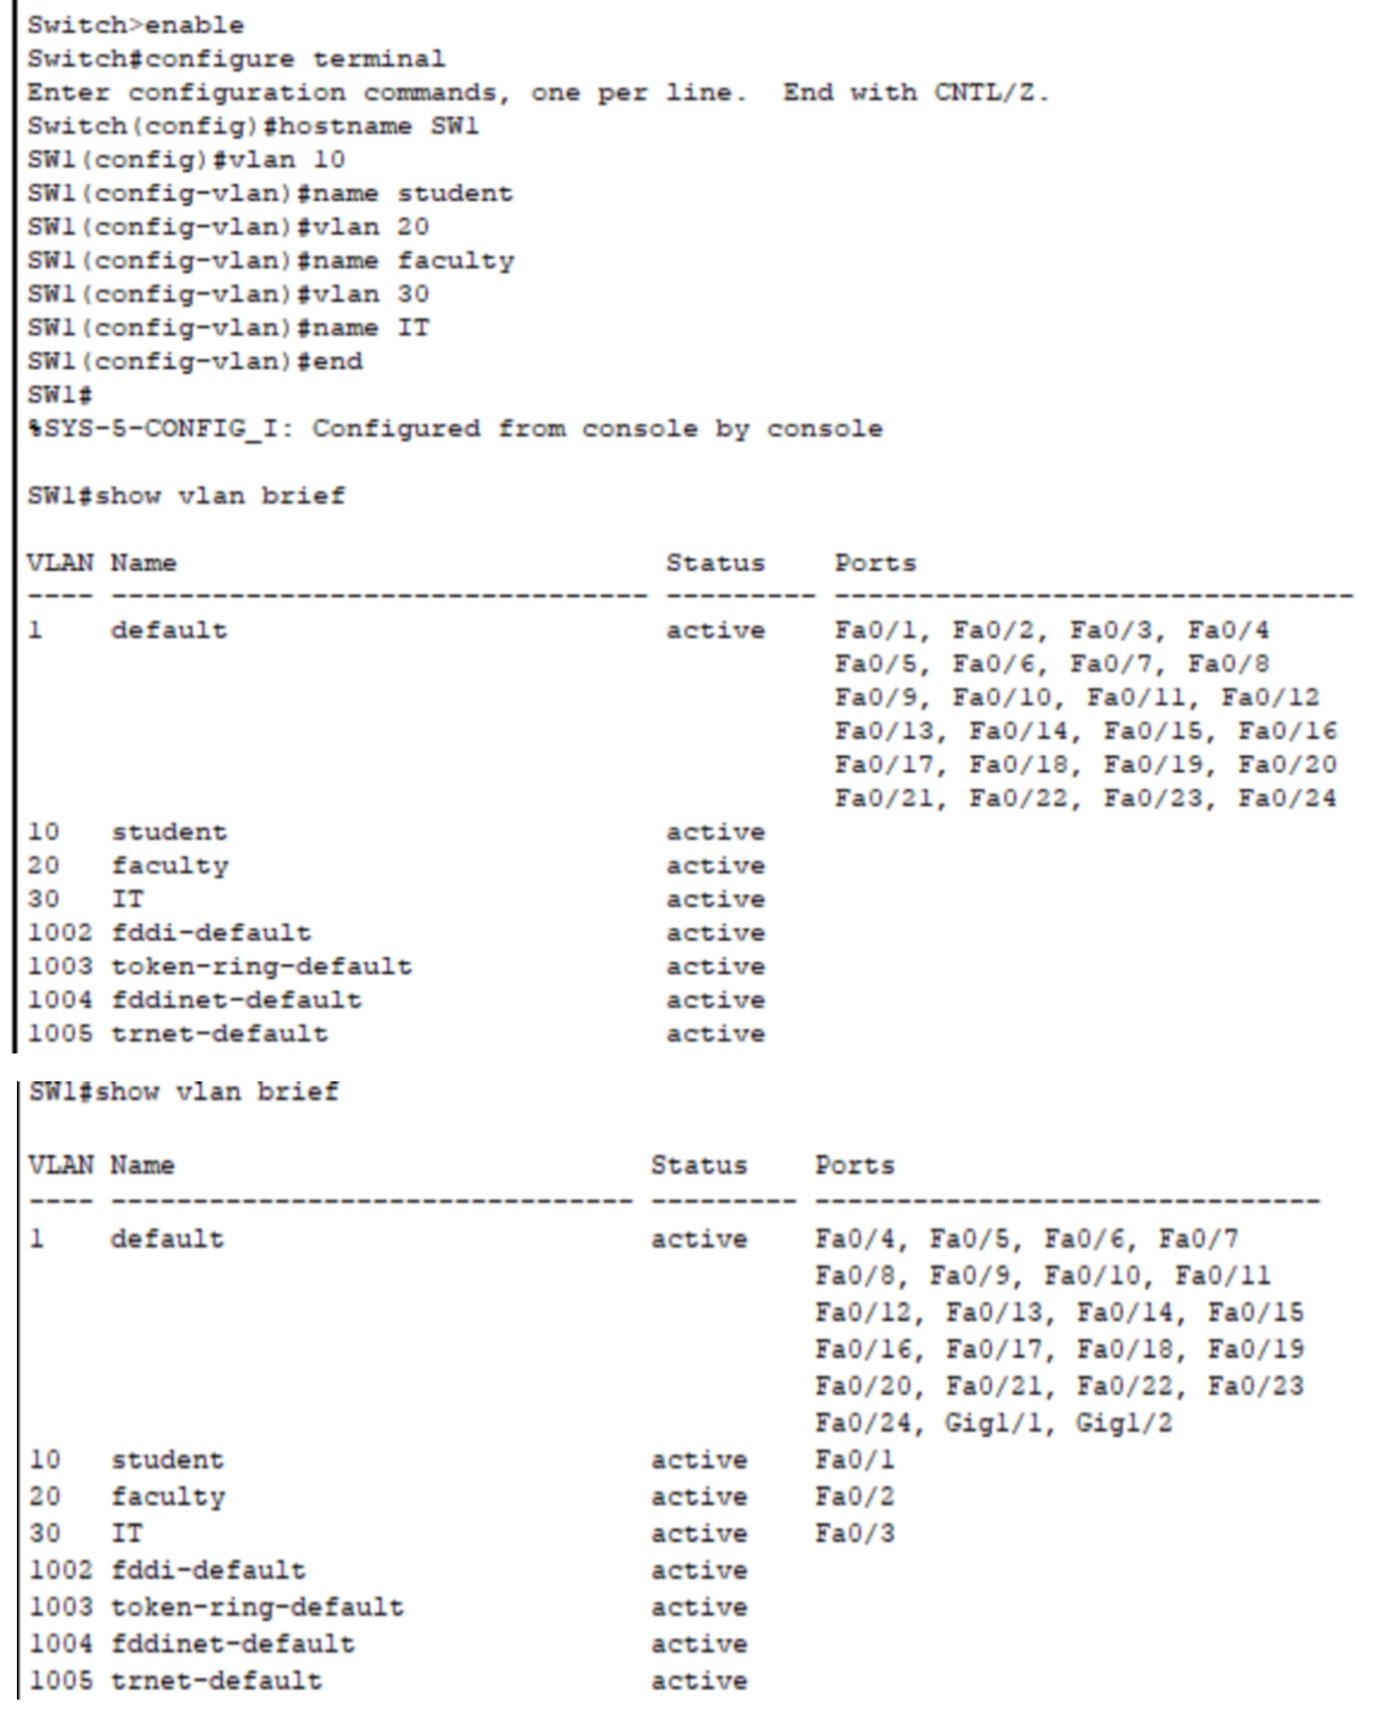 Switch>enable
Switch#configure terminal
Enter configuration commands, one per line.  End with CNTL/Z.
Switch(config)#hostname SW1
SW1(config)#vlan 10
SW1(config-vlan)#name student
SW1(config-vlan)#vlan 20
SW1(config-vlan)#name faculty
SW1(config-vlan)#vlan 30
SW1(config-vlan)#name IT
SW1(config-vlan)#end
SW1#
%SYS-5-CONFIG_I: Configured from console by console
SW1#show vlan brief
VLAN Name                             Status    Ports
---- -------------------------------- --------- -------------------------------
1    default                          active    Fa0/1, Fa0/2, Fa0/3, Fa0/4
                                                Fa0/5, Fa0/6, Fa0/7, Fa0/8
                                                Fa0/9, Fa0/10, Fa0/11, Fa0/12
                                                Fa0/13, Fa0/14, Fa0/15, Fa0/16
                                                Fa0/17, Fa0/18, Fa0/19, Fa0/20
                                                Fa0/21, Fa0/22, Fa0/23, Fa0/24
10   student                          active
20   faculty                          active
30   IT                               active
1002 fddi-default                     active
1003 token-ring-default               active
1004 fddinet-default                  active
1005 trnet-default                    active
SW1#show vlan brief
VLAN Name                             Status    Ports
---- -------------------------------- --------- -------------------------------
1    default                          active    Fa0/4, Fa0/5, Fa0/6, Fa0/7
                                                Fa0/8, Fa0/9, Fa0/10, Fa0/11
                                                Fa0/12, Fa0/13, Fa0/14, Fa0/15
                                                Fa0/16, Fa0/17, Fa0/18, Fa0/19
                                                Fa0/20, Fa0/21, Fa0/22, Fa0/23
                                                Fa0/24, Gig1/1, Gig1/2
10   student                          active    Fa0/1
20   faculty                          active    Fa0/2
30   IT                               active    Fa0/3
1002 fddi-default                     active
1003 token-ring-default               active
1004 fddinet-default                  active
1005 trnet-default                    active